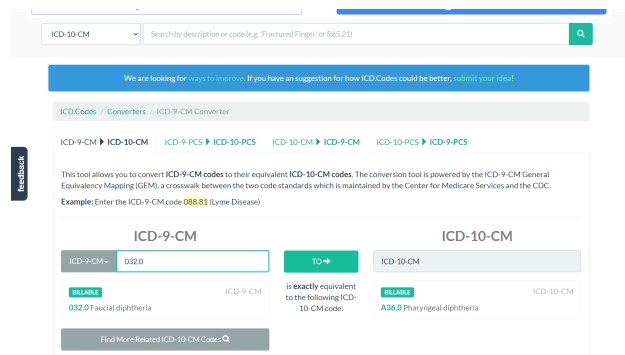 ICD-10-CM
Search by description or code (e.g. 'Fractured Finger' or R65.21)
We are looking for ways to improve. If you have an suggestion for how ICD.Codes could be better, submit your idea!
ICD.Codes / Converters / ICD-9-CM Converter
ICD-9-CM ICD-10-CM ICD-9-PCS ICD-10-PCS ICD-10-CM ICD-9-CM ICD-10-PCS ICD-9-PCS
feedback
This tool allows you to convert ICD-9-CM codes to their equivalent ICD-10-CM codes. The conversion tool is powered by the ICD-9-CM General
Equivalency Mapping (GEM), a crosswalk between the two code standards which is maintained by the Center for Medicare Services and the CDC.
Example: Enter the ICD-9-CM code 088.81 (Lyme Disease)
ICD-9-CM
ICD-9-CM 032.0
BILLABLE ICD-9-CM
032.0 Faucial diphtheria
Find More Related ICD-10-CM Codes
TO
is exactly equivalent
to the following ICD-
10-CM code:
ICD-10-CM
ICD-10-CM
BILLABLE ICD-10-CM
A36.0 Pharyngeal diphtheria